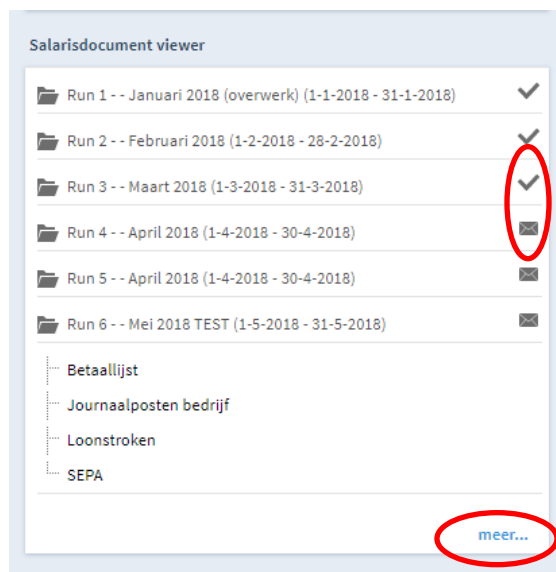 Salarisdocument viewer
Run 1 - - Januari 2018 (overwerk) (1-1-2018 - 31-1-2018)
Run 2 - - Februari 2018 (1-2-2018 - 28-2-2018)
Run 3 - - Maart 2018 (1-3-2018 - 31-3-2018)
Run 4 - - April 2018 (1-4-2018 - 30-4-2018)
Run 5 - - April 2018 (1-4-2018 - 30-4-2018)
Run 6 - - Mei 2018 TEST (1-5-2018 - 31-5-2018)
Betaallijst
Journaalposten bedrijf
Loonstroken
SEPA
meer...